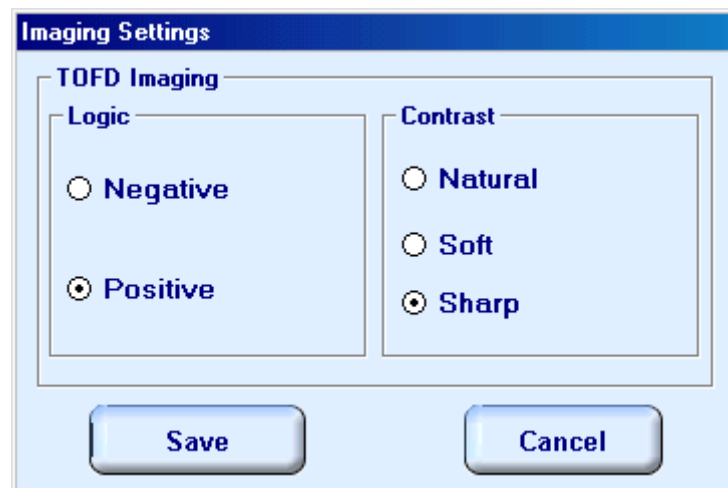 Imaging Settings
TOFD Imaging
Logic
Negative
Positive
Contrast
Natural
Soft
Sharp
Save
Cancel